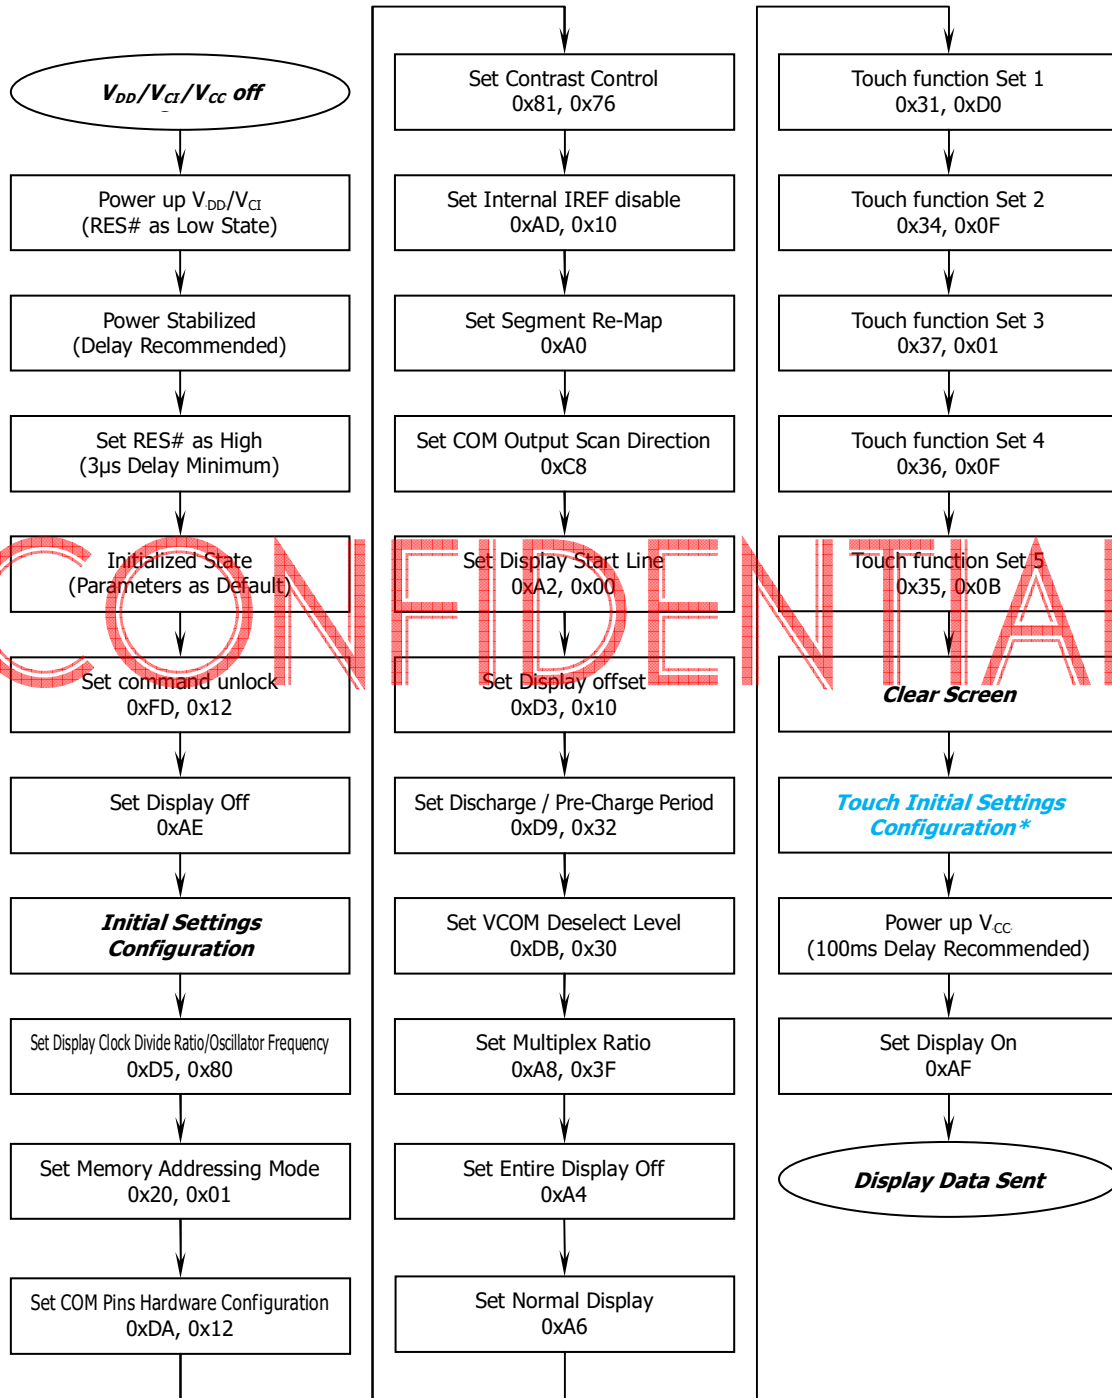 VDD/VCI/VCC off
Power up VDD/VCI
(RES# as Low State)
Power Stabilized
(Delay Recommended)
Set RES# as High
(3μs Delay Minimum)
Initialized State
(Parameters as Default)
Set command unlock
0xFD, 0x12
Set Display Off
0xAE
Initial Settings
Configuration
Set Display Clock Divide Ratio/Oscillator Frequency
0xD5, 0x80
Set Memory Addressing Mode
0x20, 0x01
Set COM Pins Hardware Configuration
0xDA, 0x12
Set Contrast Control
0x81, 0x76
Set Internal IREF disable
0xAD, 0x10
Set Segment Re-Map
0xA0
Set COM Output Scan Direction
0xC8
Set Display Start Line
0xA2, 0x00
Set Display offset
0xD3, 0x10
Set Discharge / Pre-Charge Period
0xD9, 0x32
Set VCOM Deselect Level
0xDB, 0x30
Set Multiplex Ratio
0xA8, 0x3F
Set Entire Display Off
0xA4
Set Normal Display
0xA6
Touch function Set 1
0x31, 0xD0
Touch function Set 2
0x34, 0x0F
Touch function Set 3
0x37, 0x01
Touch function Set 4
0x36, 0x0F
Touch function Set 5
0x35, 0x0B
Clear Screen
Touch Initial Settings
Configuration*
Power up VCC
(100ms Delay Recommended)
Set Display On
0xAF
Display Data Sent
CONFIDENTIAL